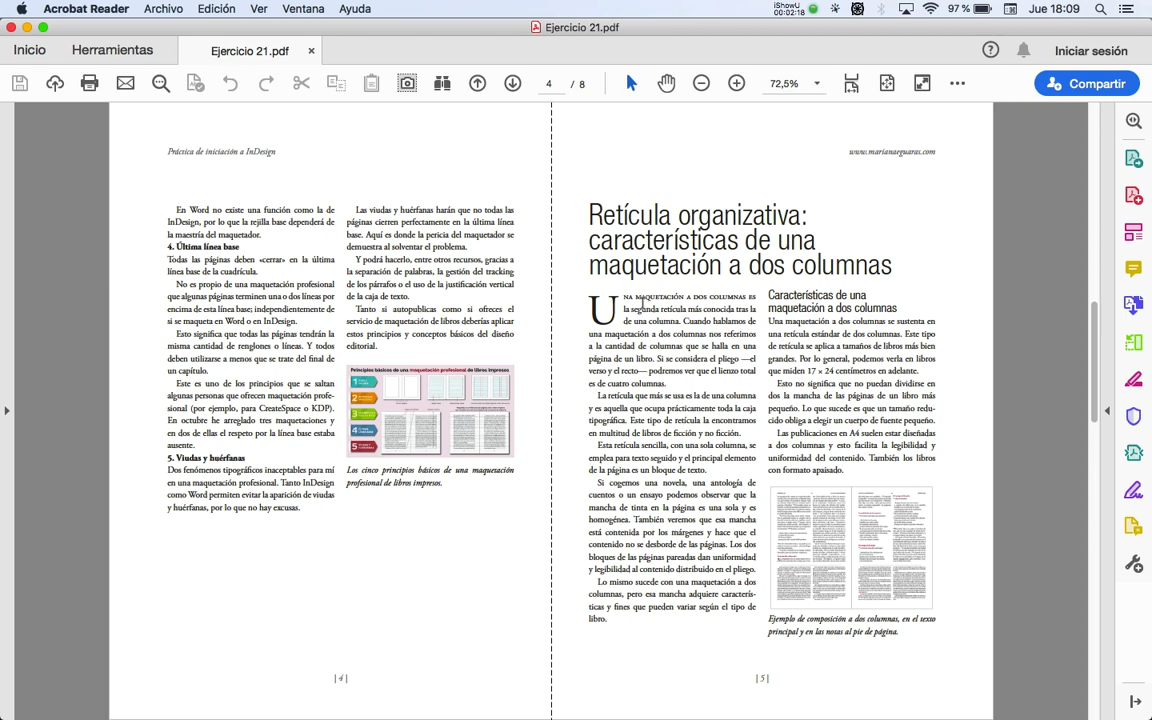 Acrobat Reader Archivo Edición Ver Ventana Ayuda
iShowU
00:02:18
97 %
Jue 18:09
Ejercicio 21.pdf
Inicio Herramientas Ejercicio 21.pdf × Iniciar sesión
4 / 8
72,5%
Compartir
Práctica de iniciación a InDesign
En Word no existe una función como la de
InDesign, por lo que la rejilla base dependerá de
la maestría del maquetador.
4. Última línea base
Todas las páginas deben «cerrar» en la última
línea base de la cuadrícula.
No es propio de una maquetación profesional
que algunas páginas terminen una o dos líneas por
encima de esta línea base; independientemente de
si se maqueta en Word o en InDesign.
Esto significa que todas las páginas tendrán la
misma cantidad de renglones o líneas. Y todos
deben utilizarse a menos que se trate del final de
un capítulo.
Este es uno de los principios que se saltan
algunas personas que ofrecen maquetación profe-
sional (por ejemplo, para CreateSpace o KDP).
En octubre he arreglado tres maquetaciones y
en dos de ellas el respeto por la línea base estaba
ausente.
5. Viudas y huérfanas
Dos fenómenos tipográficos inaceptables para mí
en una maquetación profesional. Tanto InDesign
como Word permiten evitar la aparición de viudas
y huérfanas, por lo que no hay excusas.
Las viudas y huérfanas harán que no todas las
páginas cierren perfectamente en la última línea
base. Aquí es donde la pericia del maquetador se
demuestra al solventar el problema.
Y podrá hacerlo, entre otros recursos, gracias a
la separación de palabras, la gestión del tracking
de los párrafos o el uso de la justificación vertical
de la caja de texto.
Tanto si autopublicas como si ofreces el
servicio de maquetación de libros deberías aplicar
estos principios y conceptos básicos del diseño
editorial.
Principios básicos de una maquetación profesional de libros impresos
1
2
3
4
5
Los cinco principios básicos de una maquetación
profesional de libros impresos.
| 4 |
www.marianaeguaras.com
Retícula organizativa:
características de una
maquetación a dos columnas
UNA MAQUETACIÓN A DOS COLUMNAS ES
la segunda retícula más conocida tras la
de una columna. Cuando hablamos de
una maquetación a dos columnas nos referimos
a la cantidad de columnas que se halla en una
página de un libro. Si se considera el pliego —el
verso y el recto— podremos ver que el lienzo total
es de cuatro columnas.
La retícula que más se usa es la de una columna
y es aquella que ocupa prácticamente toda la caja
tipográfica. Este tipo de retícula la encontramos
en multitud de libros de ficción y no ficción.
Esta retícula sencilla, con una sola columna, se
emplea para texto seguido y el principal elemento
de la página es un bloque de texto.
Si cogemos una novela, una antología de
cuentos o un ensayo podemos observar que la
mancha de tinta en la página es una sola y es
homogénea. También veremos que esa mancha
está contenida por los márgenes y hace que el
contenido no se desborde de las páginas. Los dos
bloques de las páginas pareadas dan uniformidad
y legibilidad al contenido distribuido en el pliego.
Lo mismo sucede con una maquetación a dos
columnas, pero esa mancha adquiere caracterís-
ticas y fines que pueden variar según el tipo de
libro.
Características de una
maquetación a dos columnas
Una maquetación a dos columnas se sustenta en
una retícula estándar de dos columnas. Este tipo
de retícula se aplica a tamaños de libros más bien
grandes. Por lo general, podemos verla en libros
que miden 17 × 24 centímetros en adelante.
Esto no significa que no puedan dividirse en
dos la mancha de las páginas de un libro más
pequeño. Lo que sucede es que un tamaño redu-
cido obliga a elegir un cuerpo de fuente pequeño.
Las publicaciones en A4 suelen estar diseñadas
a dos columnas y esto facilita la legibilidad y
uniformidad del contenido. También los libros
con formato apaisado.
Ejemplo de composición a dos columnas, en el texto
principal y en las notas al pie de página.
| 5 |